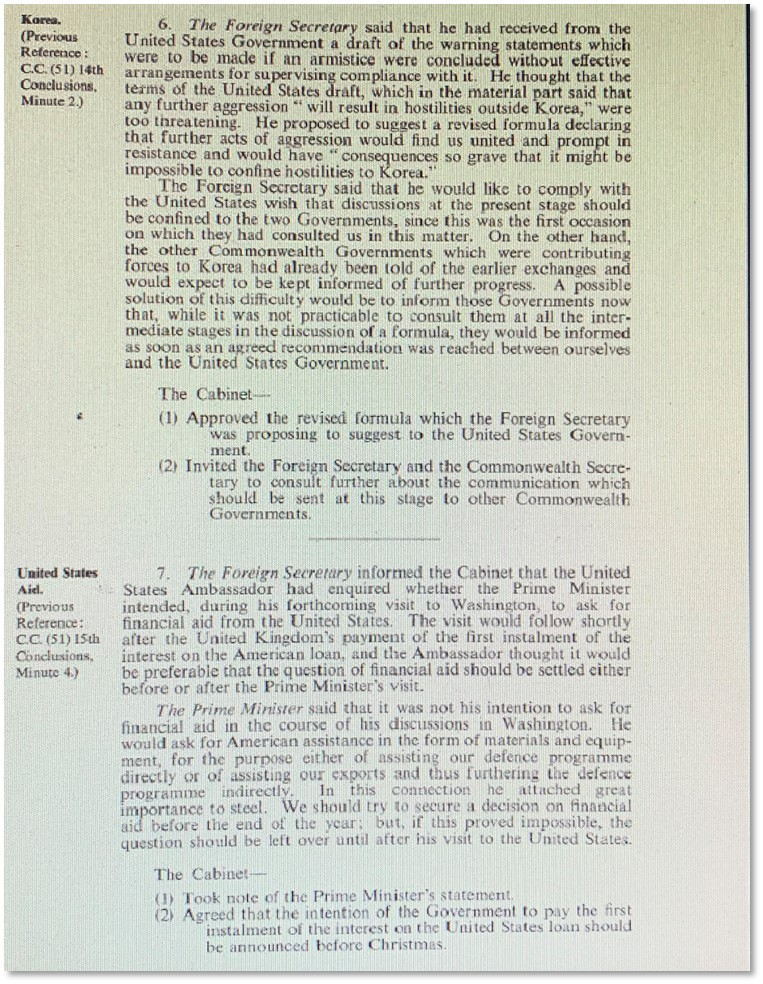 Korea.
(Previous
Reference:
C.C. (51) 14th
Conclusions,
Minute 2.)
6. The Foreign Secretary said that he had received from the
United States Government a draft of the warning statements which
were to be made if an armistice were concluded without effective
arrangements for supervising compliance with it. He thought that the
terms of the United States draft, which in the material part said that
any further aggression “ will result in hostilities outside Korea,” were
too threatening. He proposed to suggest a revised formula declaring
that further acts of aggression would find us united and prompt in
resistance and would have “ consequences so grave that it might be
impossible to confine hostilities to Korea.”
The Foreign Secretary said that he would like to comply with
the United States wish that discussions at the present stage should
be confined to the two Governments, since this was the first occasion
on which they had consulted us in this matter. On the other hand,
the other Commonwealth Governments which were contributing
forces to Korea had already been told of the earlier exchanges and
would expect to be kept informed of further progress. A possible
solution of this difficulty would be to inform those Governments now
that, while it was not practicable to consult them at all the inter-
mediate stages in the discussion of a formula, they would be informed
as soon as an agreed recommendation was reached between ourselves
and the United States Government.
The Cabinet—
(1) Approved the revised formula which the Foreign Secretary
was proposing to suggest to the United States Govern-
ment.
(2) Invited the Foreign Secretary and the Commonwealth Secre-
tary to consult further about the communication which
should be sent at this stage to other Commonwealth
Governments.
United States
Aid.
(Previous
Reference:
C.C. (51) 15th
Conclusions,
Minute 4.)
7. The Foreign Secretary informed the Cabinet that the United
States Ambassador had enquired whether the Prime Minister
intended, during his forthcoming visit to Washington, to ask for
financial aid from the United States. The visit would follow shortly
after the United Kingdom's payment of the first instalment of the
interest on the American loan, and the Ambassador thought it would
be preferable that the question of financial aid should be settled either
before or after the Prime Minister's visit.
The Prime Minister said that it was not his intention to ask for
financial aid in the course of his discussions in Washington. He
would ask for American assistance in the form of materials and equip-
ment, for the purpose either of assisting our defence programme
directly or of assisting our exports and thus furthering the defence
programme indirectly. In this connection he attached great
importance to steel. We should try to secure a decision on financial
aid before the end of the year; but, if this proved impossible, the
question should be left over until after his visit to the United States.
The Cabinet—
(1) Took note of the Prime Minister's statement.
(2) Agreed that the intention of the Government to pay the first
instalment of the interest on the United States loan should
be announced before Christmas.